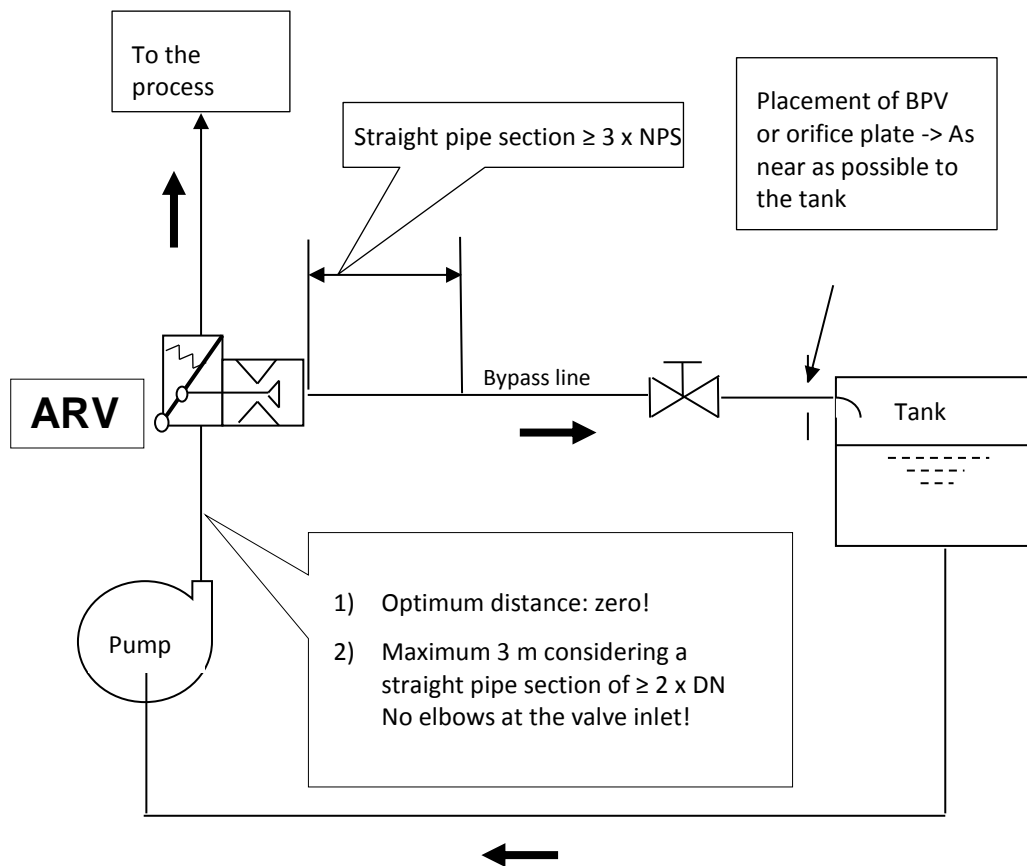 To the
process
Straight pipe section ≥ 3 x NPS
Placement of BPV
or orifice plate -> As
near as possible to
the tank
ARV
Bypass line
Tank
Pump
1) Optimum distance: zero!
2) Maximum 3 m considering a
straight pipe section of ≥ 2 x DN
No elbows at the valve inlet!